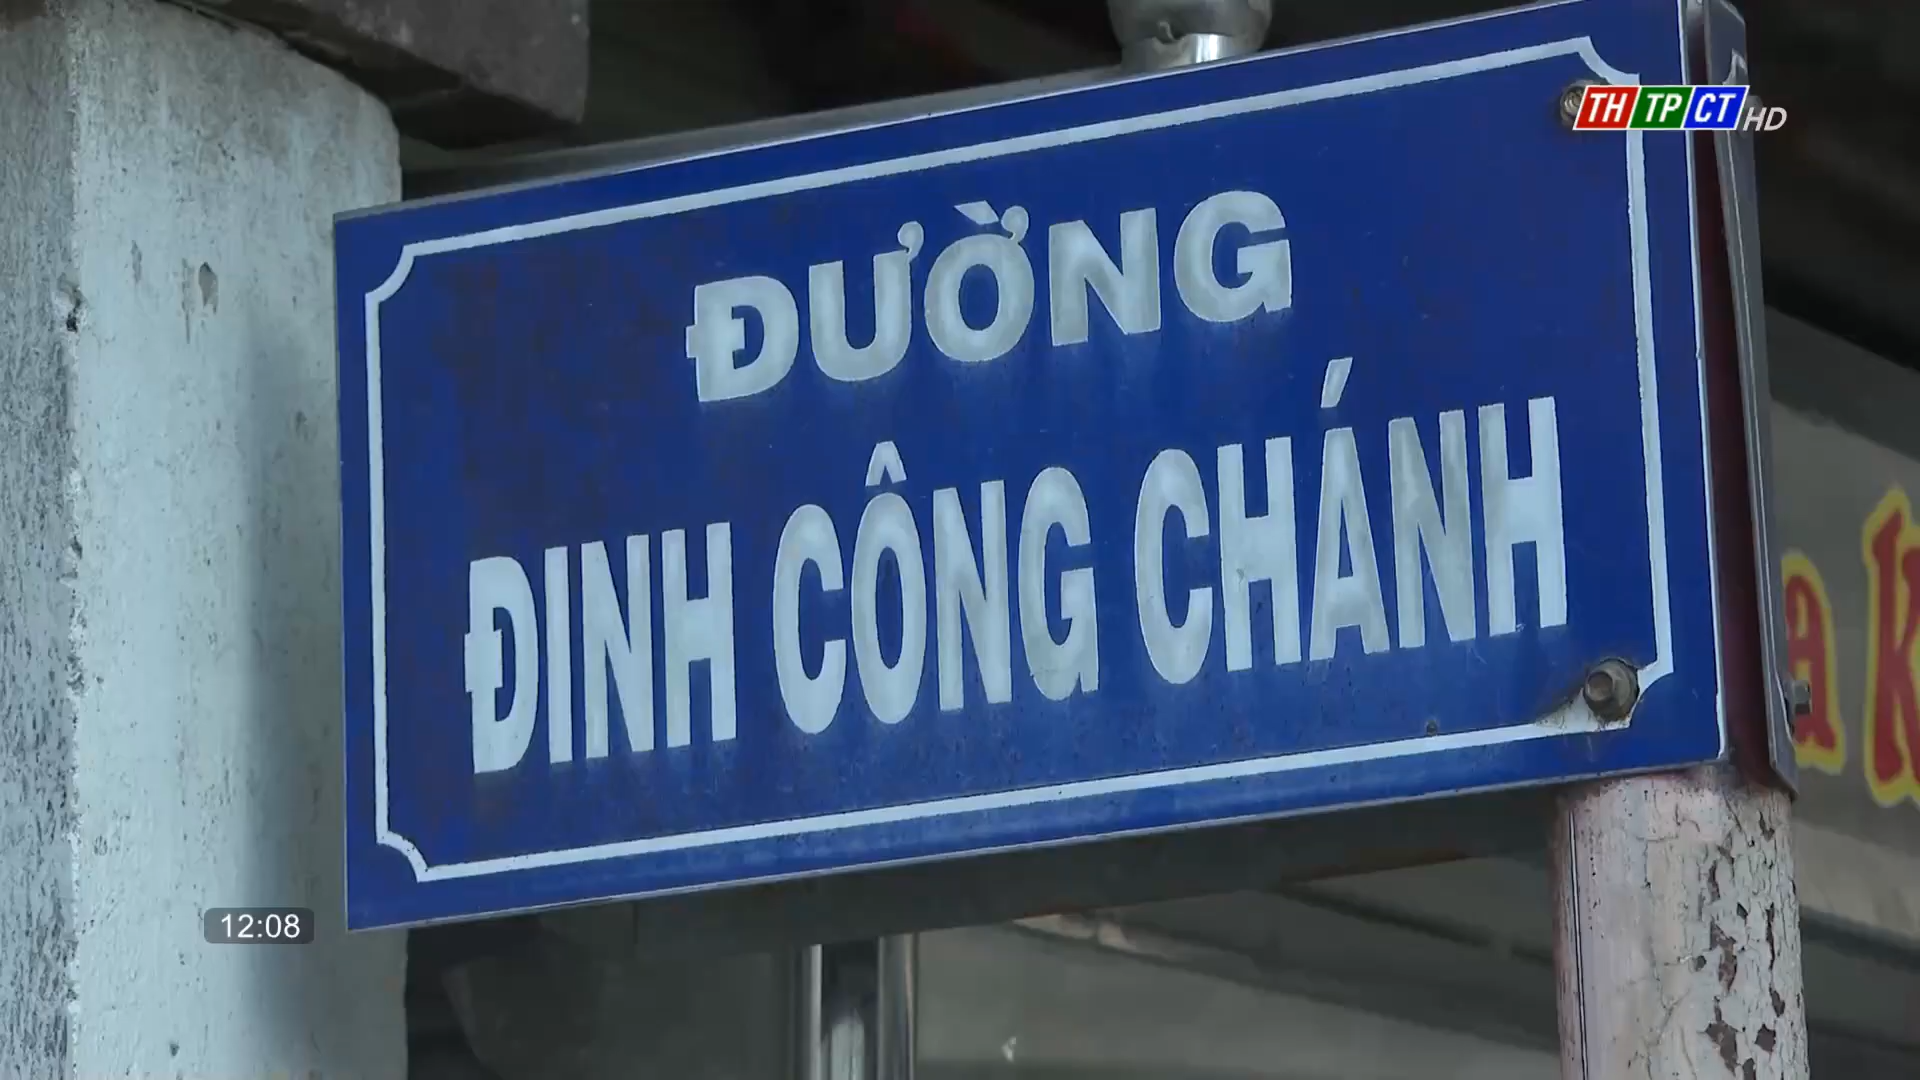 THTPCT HD
ĐƯỜNG
ĐINH CÔNG CHÁNH
12:08